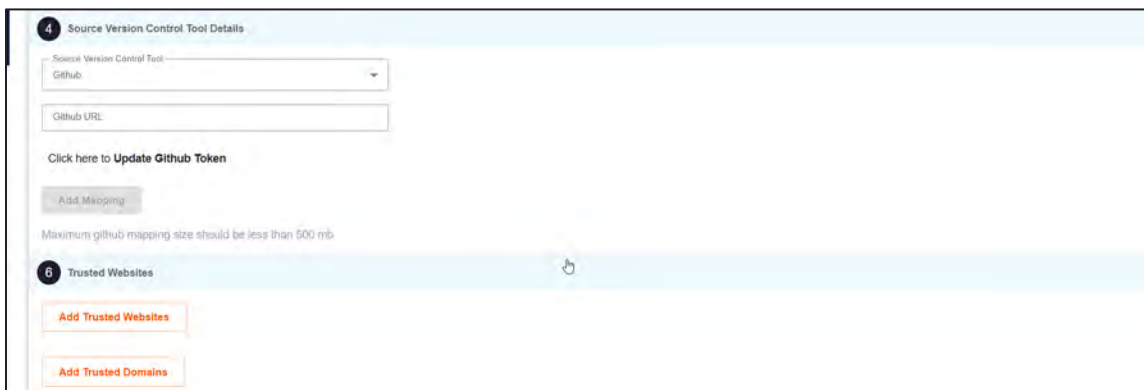 4 Source Version Control Tool Details
Source Version Control Tool
Github
Github URL
Click here to Update Github Token
Add Mapping
Maximum github mapping size should be less than 500 mb
6 Trusted Websites
Add Trusted Websites
Add Trusted Domains